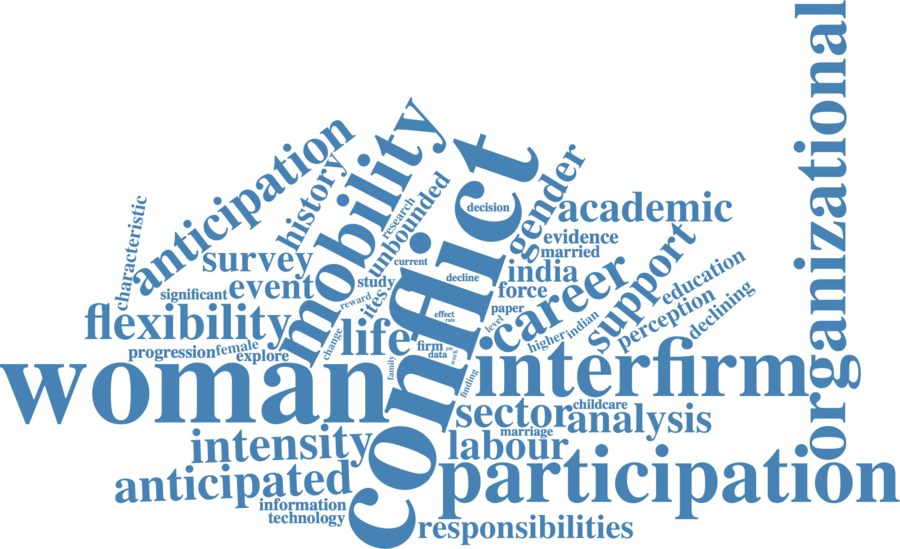 organizational
conflict
mobility
anticipation
history
characteristic
research
unbounded
decision
gender
academic
evidence
married
survey
event
significant
current
study
ites
reward
decline
india
force
career
support
education
perception
declining
flexibility
life
change
effect
rate
paper
level
higher
indian
progression
female
explore
firm
data
job
work
family
finding
woman
interfirm
sector
childcare
analysis
marriage
labour
intensity
anticipated
participation
information
technology
responsibilities